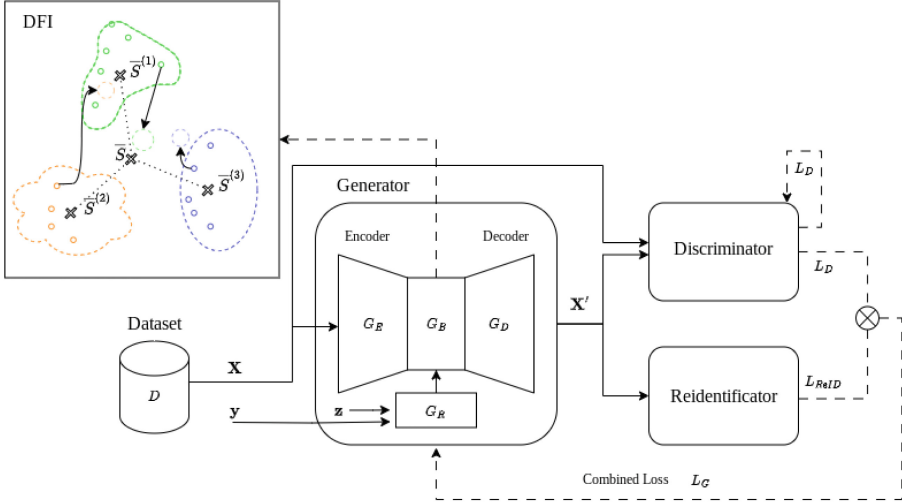 DFI
S̅⁽¹⁾
S̅
S̅⁽³⁾
S̅⁽²⁾
Generator
Encoder
Decoder
G_E
G_B
G_D
G_R
Dataset
D
X
y
z
X′
L_D
Discriminator
L_D
L_ReID
Reidentificator
Combined Loss L_G